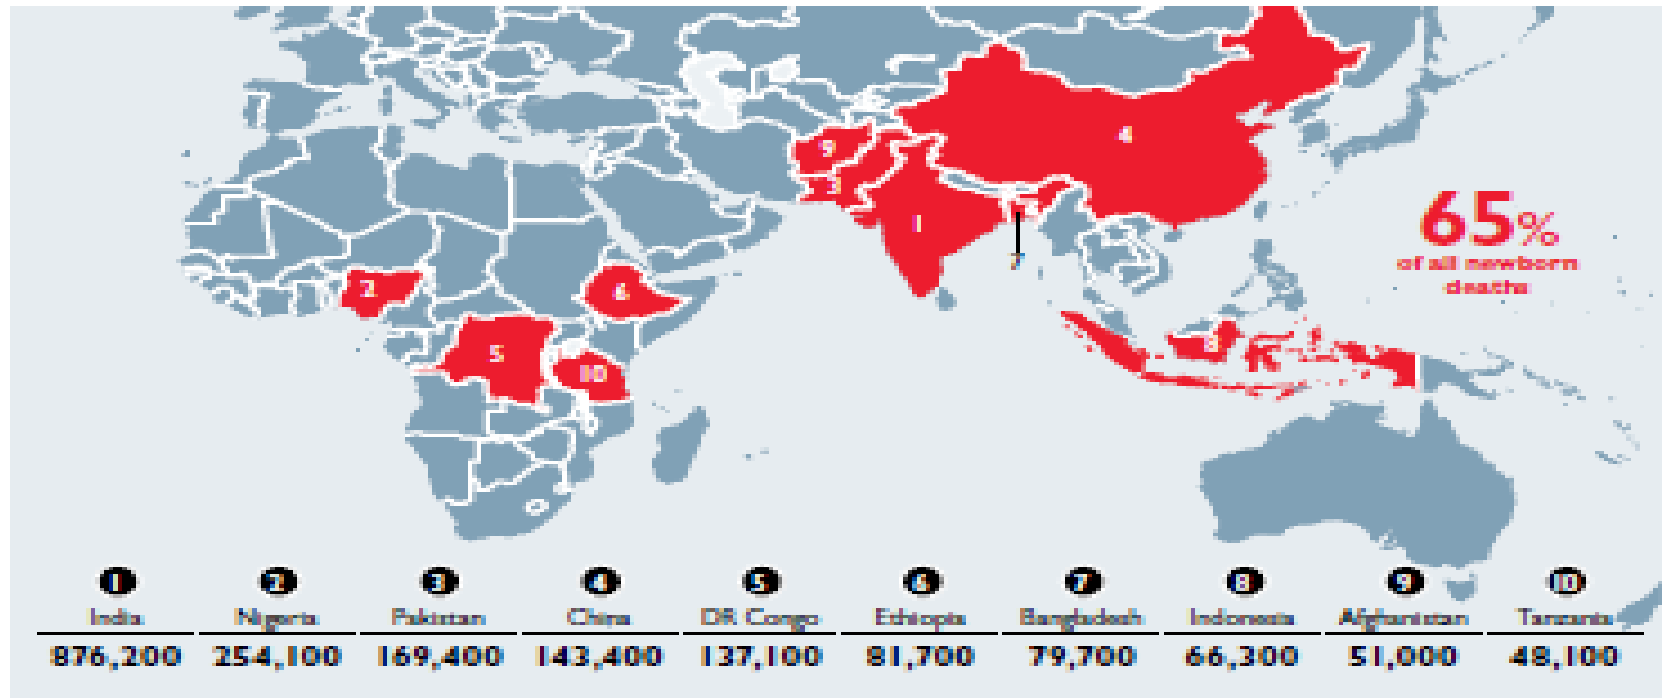 9
4
3
1
65%
of all newborn
deaths
7
2
6
5
8
10
1 2 3 4 5 6 7 8 9 10
India Nigeria Pakistan China DR Congo Ethiopia Bangladesh Indonesia Afghanistan Tanzania
876,200 254,100 169,400 143,400 137,100 81,700 79,700 66,300 51,000 48,100